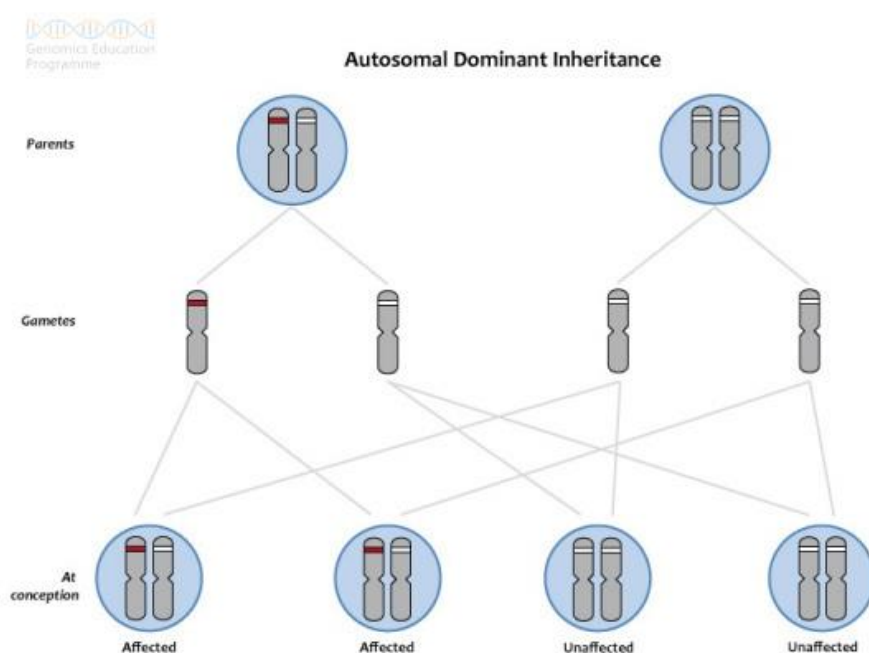 Genomics Education
Programme
Autosomal Dominant Inheritance
Parents
Gametes
At
conception
Affected
Affected
Unaffected
Unaffected